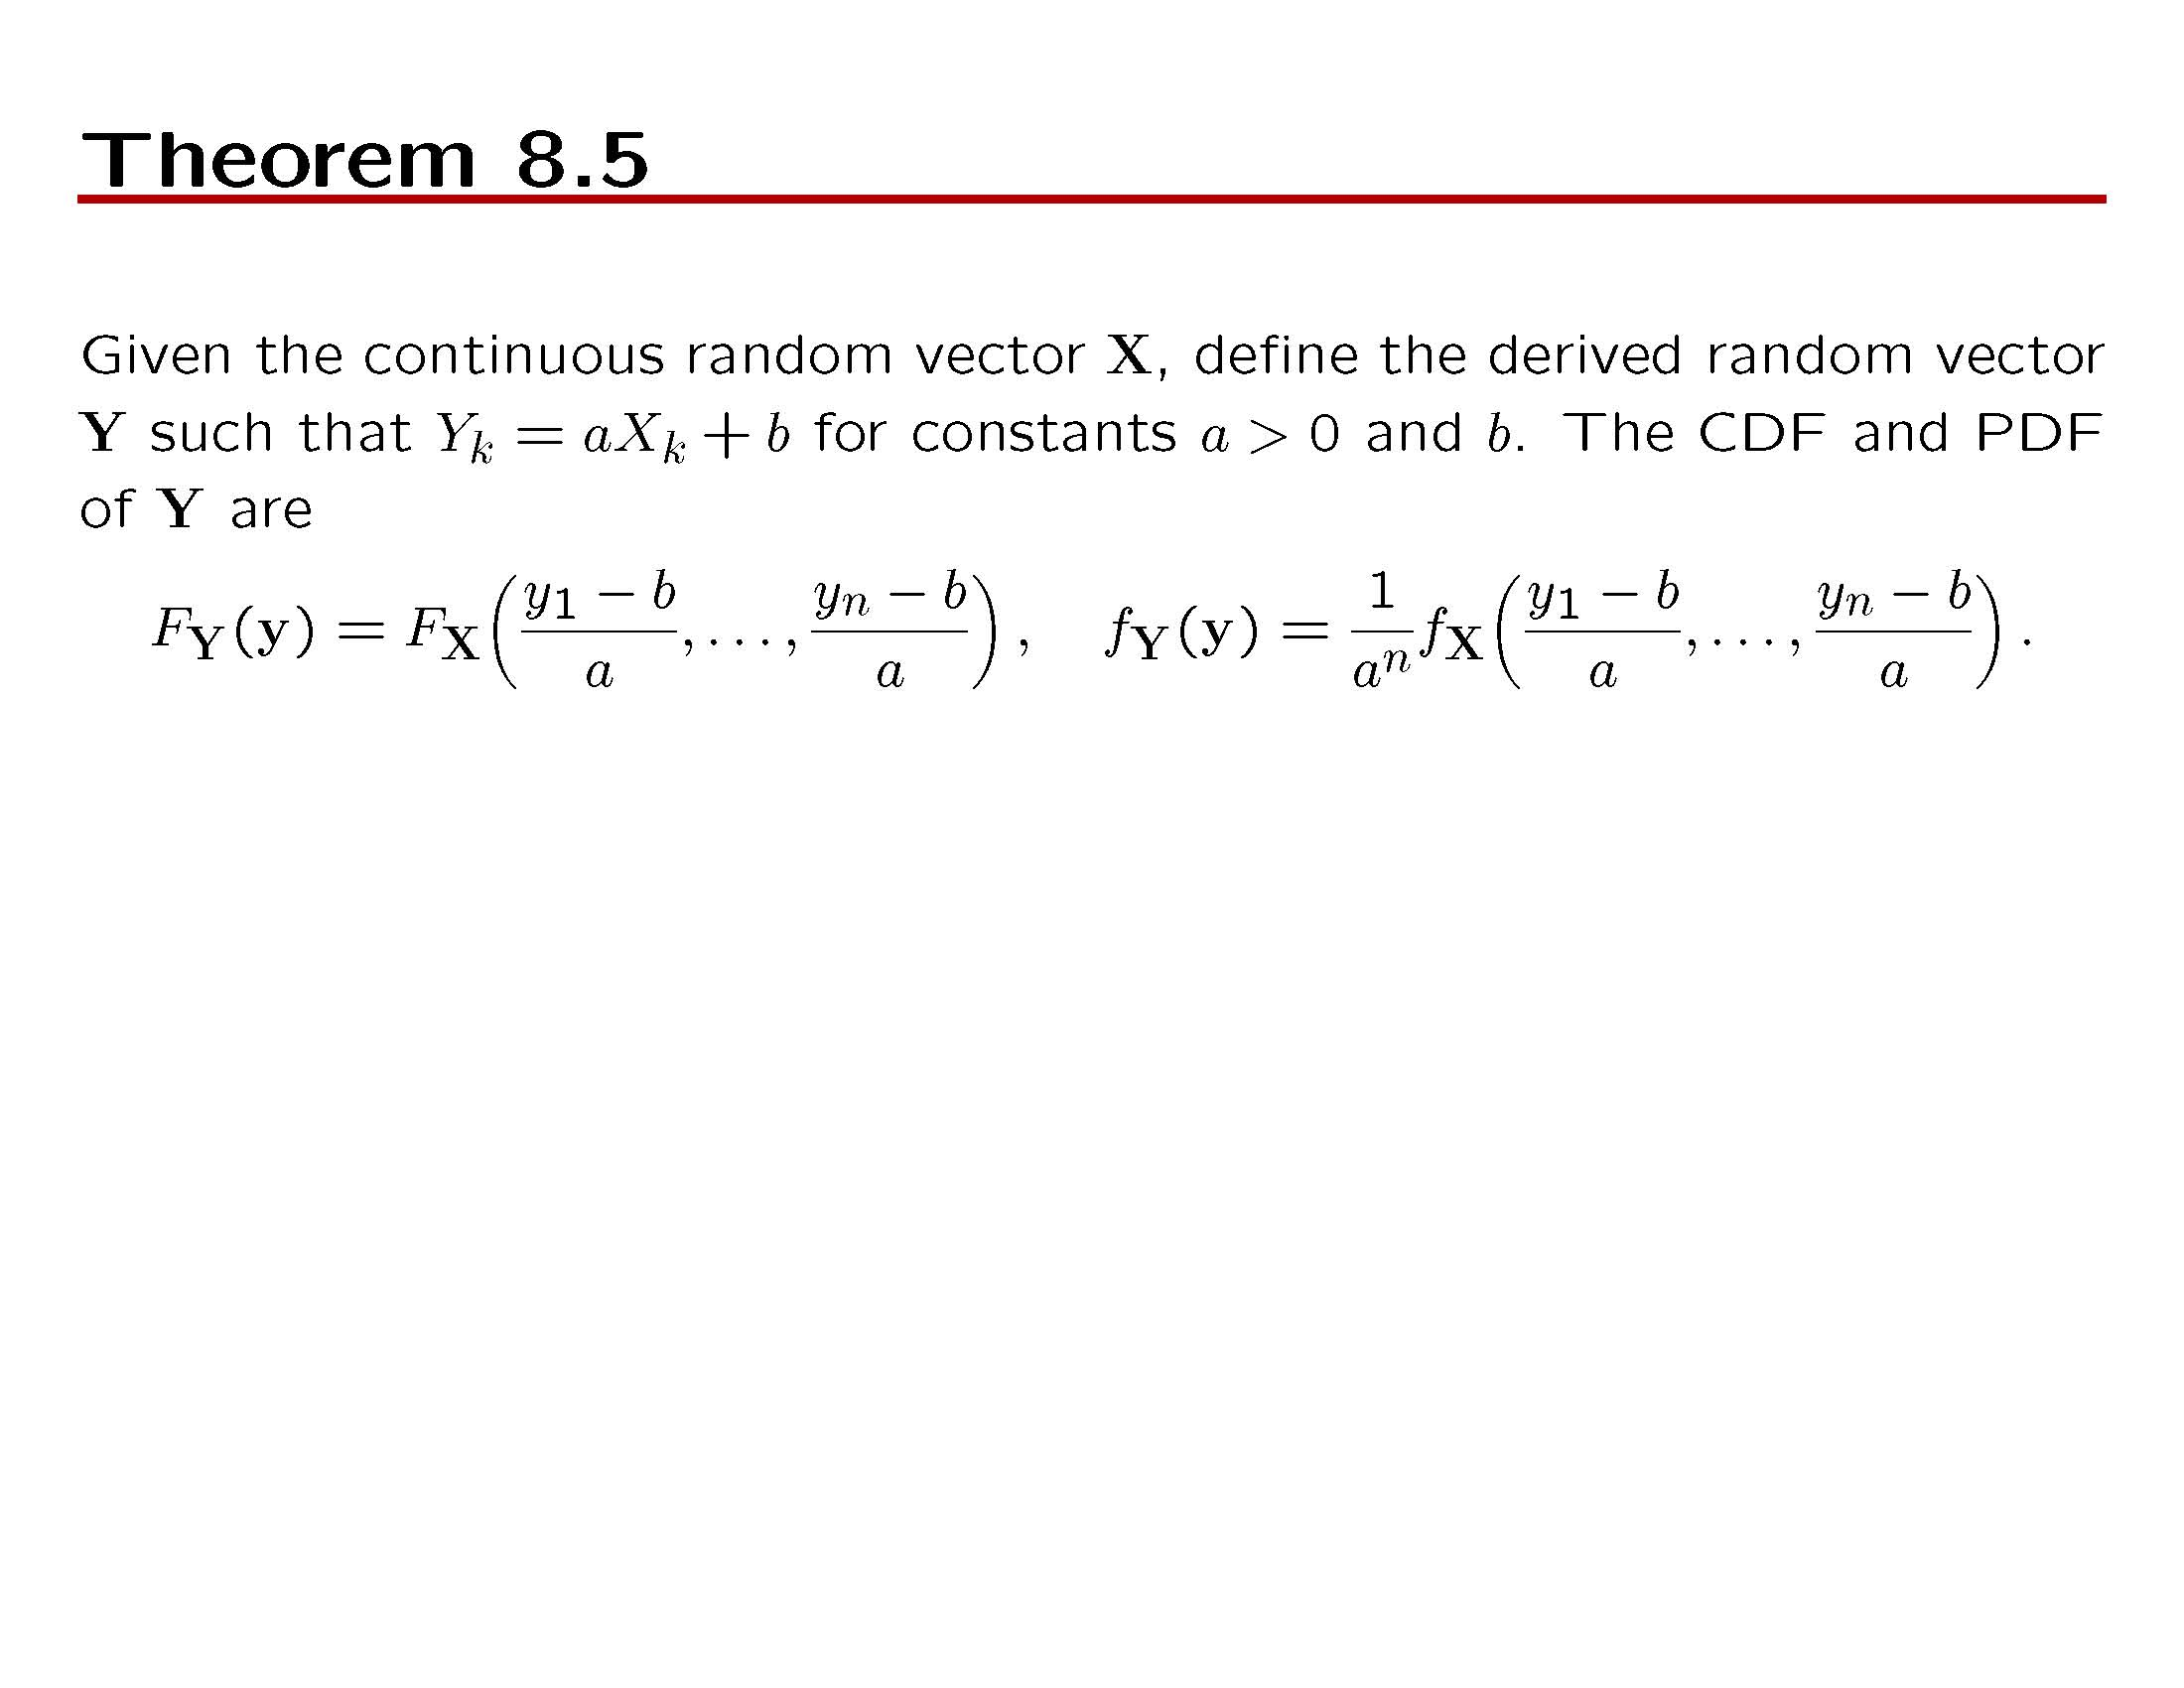 Theorem 8.5
Given the continuous random vector X, define the derived random vector
Y such that Y_k = aX_k + b for constants a > 0 and b. The CDF and PDF
of Y are
F_Y(y) = F_X((y_1 − b)/a, ..., (y_n − b)/a), f_Y(y) = 1/a^n f_X((y_1 − b)/a, ..., (y_n − b)/a).